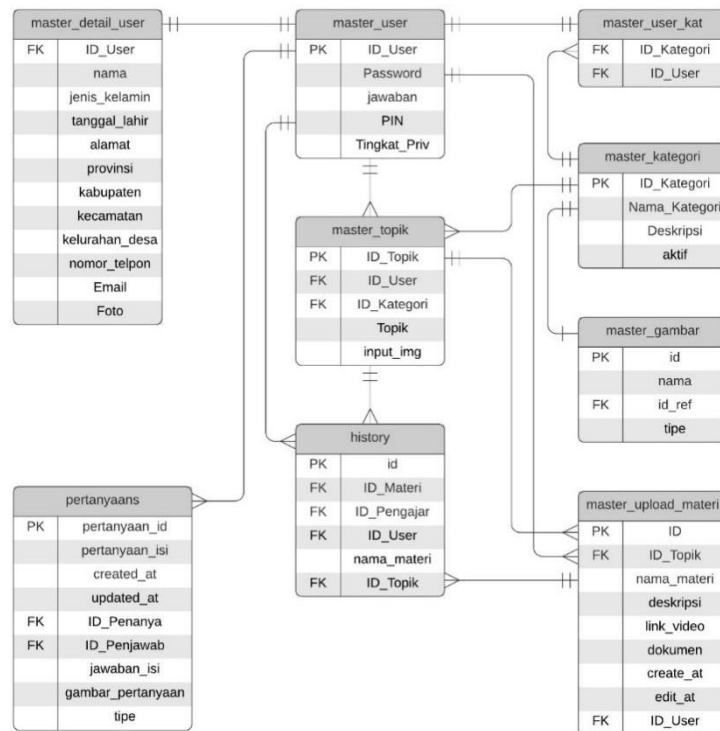 master_detail_user
FK ID_User
nama
jenis_kelamin
tanggal_lahir
alamat
provinsi
kabupaten
kecamatan
kelurahan_desa
nomor_telpon
Email
Foto
master_user
PK ID_User
Password
jawaban
PIN
Tingkat_Priv
master_user_kat
FK ID_Kategori
FK ID_User
master_kategori
PK ID_Kategori
Nama_Kategori
Deskripsi
aktif
master_topik
PK ID_Topik
FK ID_User
FK ID_Kategori
Topik
input_img
master_gambar
PK id
nama
FK id_ref
tipe
history
PK id
FK ID_Materi
FK ID_Pengajar
FK ID_User
nama_materi
FK ID_Topik
pertanyaans
PK pertanyaan_id
pertanyaan_isi
created_at
updated_at
FK ID_Penanya
FK ID_Penjawab
jawaban_isi
gambar_pertanyaan
tipe
master_upload_materi
PK ID
FK ID_Topik
nama_materi
deskripsi
link_video
dokumen
create_at
edit_at
FK ID_User